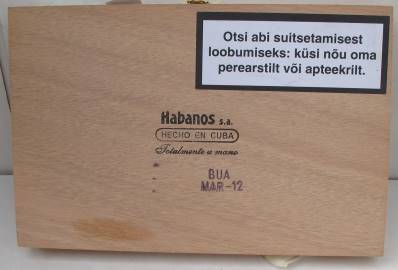 Otsi abi suitsetamisest
loobumiseks: küsi nõu oma
perearstilt või apteekrilt.
Habanos s.a.
HECHO EN CUBA
Totalmente a mano
BUA
MAR-12